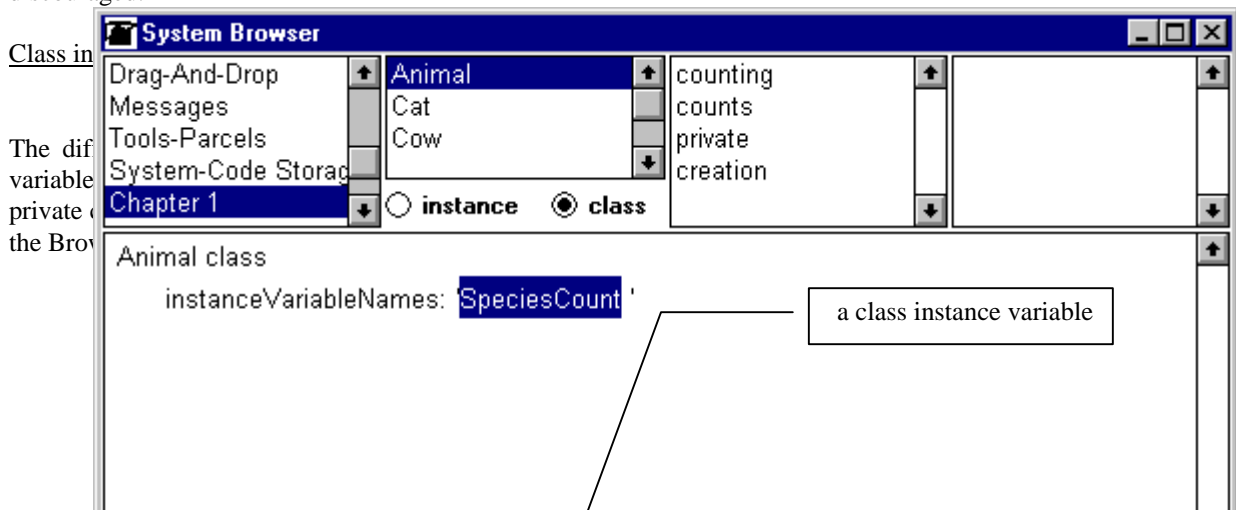 System Browser
Class in
Drag-And-Drop
Messages
Tools-Parcels
System-Code Storag
Chapter 1
Animal
Cat
Cow
instance class
counting
counts
private
creation
The dif
variable
private
the Brow
Animal class
instanceVariableNames: 'SpeciesCount '
a class instance variable